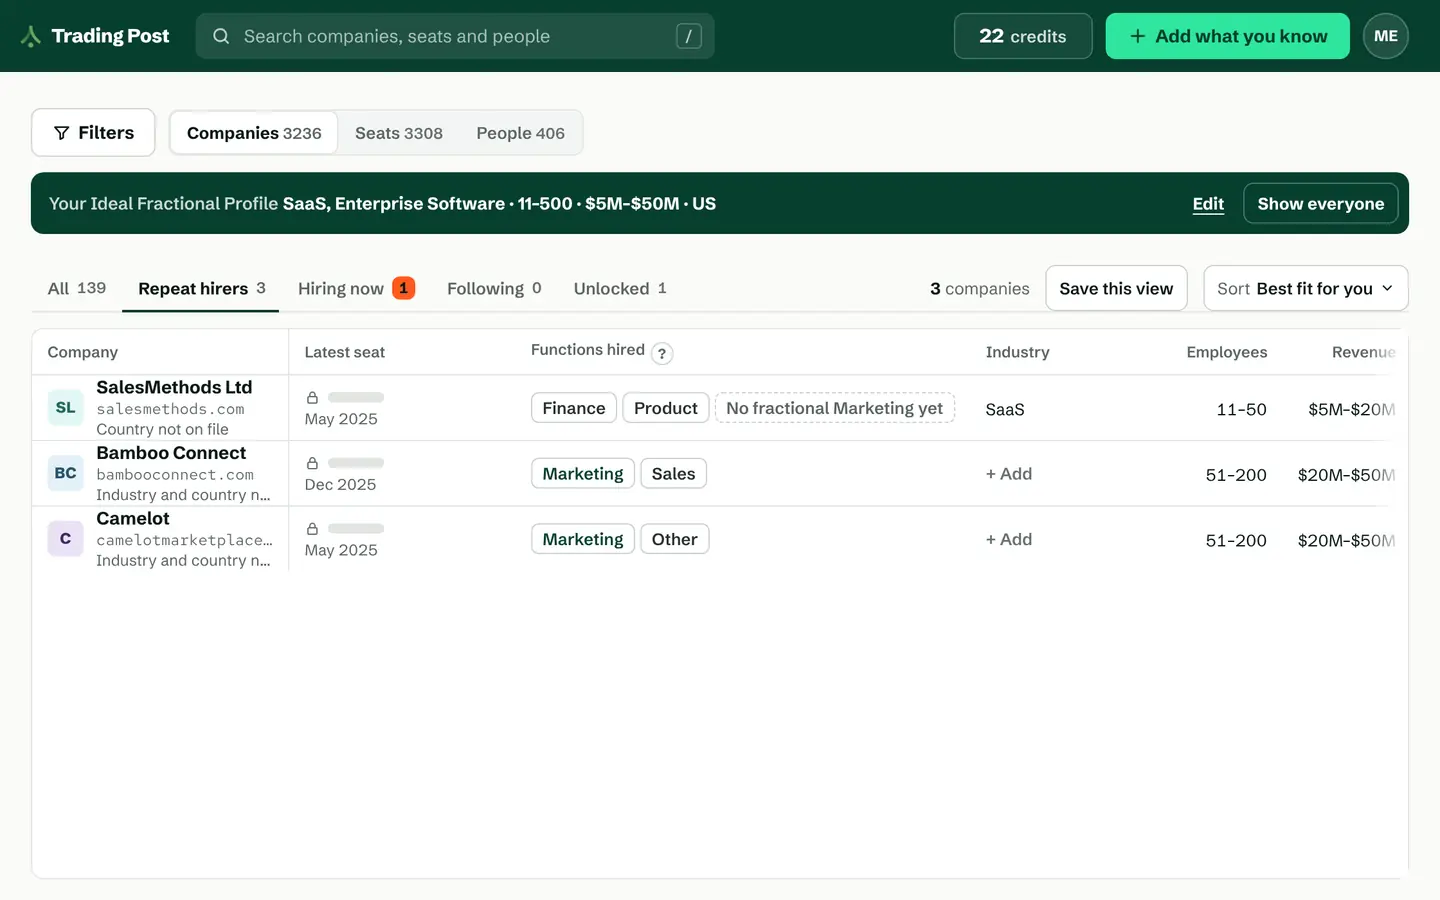 Trading Post
Search companies, seats and people /
22 credits
+ Add what you know
ME
Filters
Companies 3236
Seats 3308
People 406
Your Ideal Fractional Profile SaaS, Enterprise Software · 11–500 · $5M–$50M · US
Edit
Show everyone
All 139
Repeat hirers 3
Hiring now 1
Following 0
Unlocked 1
3 companies
Save this view
Sort Best fit for you
Company Latest seat Functions hired ? Industry Employees Revenue
SL
SalesMethods Ltd
salesmethods.com
Country not on file
May 2025
Finance Product No fractional Marketing yet
SaaS
11–50
$5M–$20M
BC
Bamboo Connect
bambooconnect.com
Industry and country n...
Dec 2025
Marketing Sales
+ Add
51–200
$20M–$50M
C
Camelot
camelotmarketplace...
Industry and country n...
May 2025
Marketing Other
+ Add
51–200
$20M–$50M